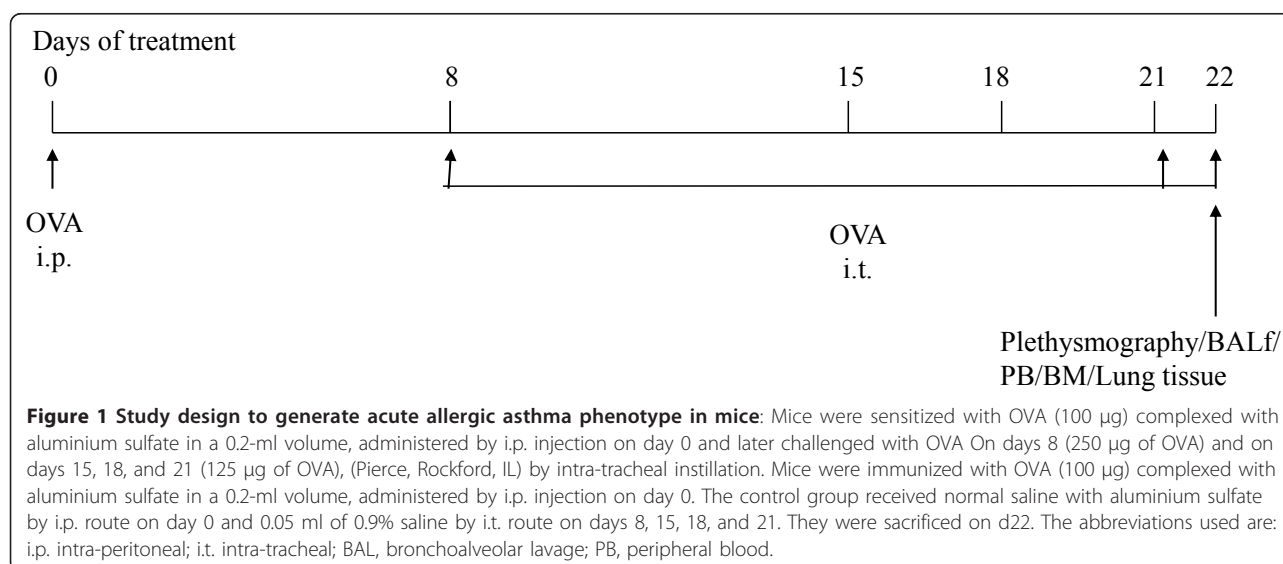 Days of treatment
0 8 15 18 21 22
OVA
i.p.
OVA
i.t.
Plethysmography/BALf/
PB/BM/Lung tissue
Figure 1 Study design to generate acute allergic asthma phenotype in mice: Mice were sensitized with OVA (100 μg) complexed with
aluminium sulfate in a 0.2-ml volume, administered by i.p. injection on day 0 and later challenged with OVA On days 8 (250 μg of OVA) and on
days 15, 18, and 21 (125 μg of OVA), (Pierce, Rockford, IL) by intra-tracheal instillation. Mice were immunized with OVA (100 μg) complexed with
aluminium sulfate in a 0.2-ml volume, administered by i.p. injection on day 0. The control group received normal saline with aluminium sulfate
by i.p. route on day 0 and 0.05 ml of 0.9% saline by i.t. route on days 8, 15, 18, and 21. They were sacrificed on d22. The abbreviations used are:
i.p. intra-peritoneal; i.t. intra-tracheal; BAL, bronchoalveolar lavage; PB, peripheral blood.